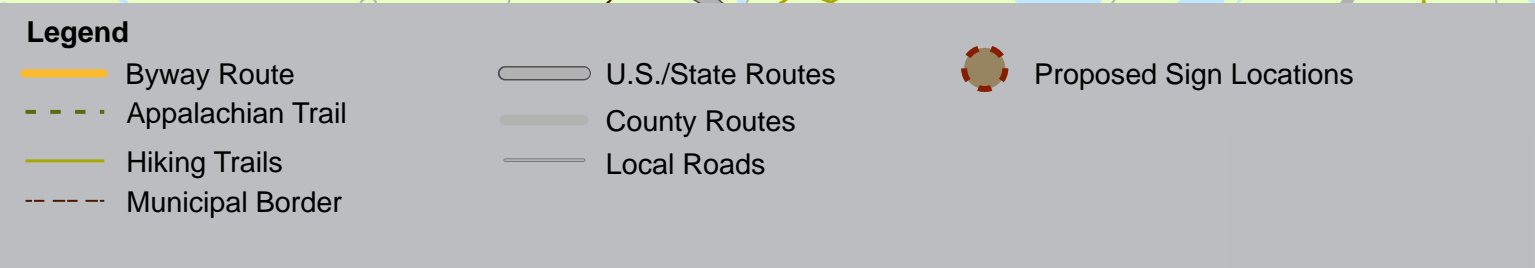 Legend
Byway Route
Appalachian Trail
Hiking Trails
Municipal Border
U.S./State Routes
County Routes
Local Roads
Proposed Sign Locations